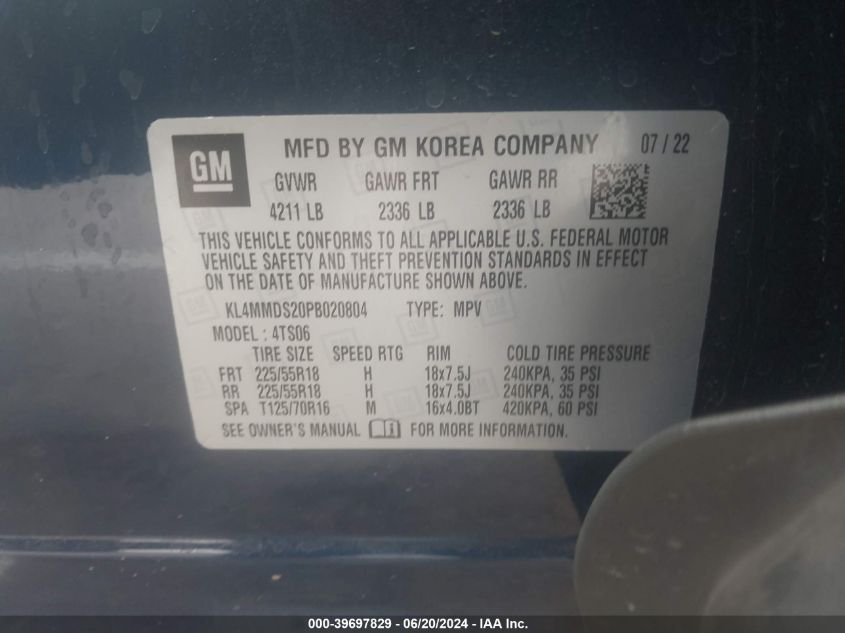 GM MFD BY GM KOREA COMPANY 07 / 22
GVWR GAWR FRT GAWR RR
4211 LB 2336 LB 2336 LB
THIS VEHICLE CONFORMS TO ALL APPLICABLE U.S. FEDERAL MOTOR
VEHICLE SAFETY AND THEFT PREVENTION STANDARDS IN EFFECT
ON THE DATE OF MANUFACTURE SHOWN ABOVE.
KL4MMDS20PB020804 TYPE: MPV
MODEL : 4TS06
TIRE SIZE SPEED RTG RIM COLD TIRE PRESSURE
FRT 225/55R18 H 18x7.5J 240KPA, 35 PSI
RR 225/55R18 H 18x7.5J 240KPA, 35 PSI
SPA T125/70R16 M 16x4.0BT 420KPA, 60 PSI
SEE OWNER'S MANUAL FOR MORE INFORMATION.
000-39697829 - 06/20/2024 - IAA Inc.